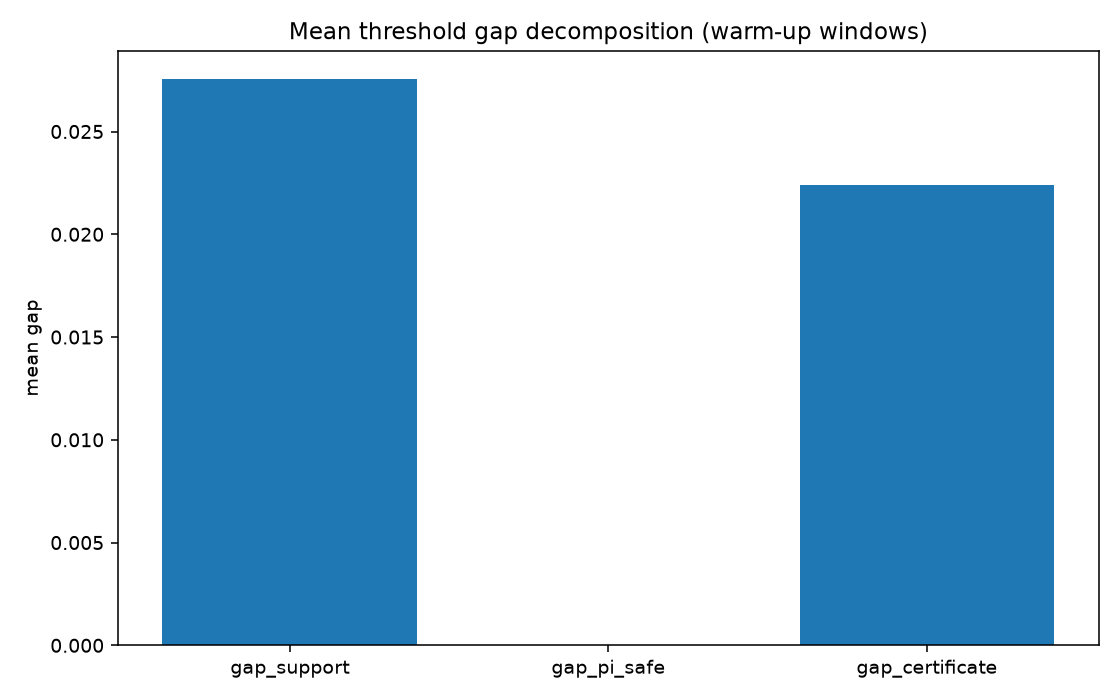 Mean threshold gap decomposition (warm-up windows)
mean gap
0.025
0.020
0.015
0.010
0.005
0.000
gap_support gap_pi_safe gap_certificate